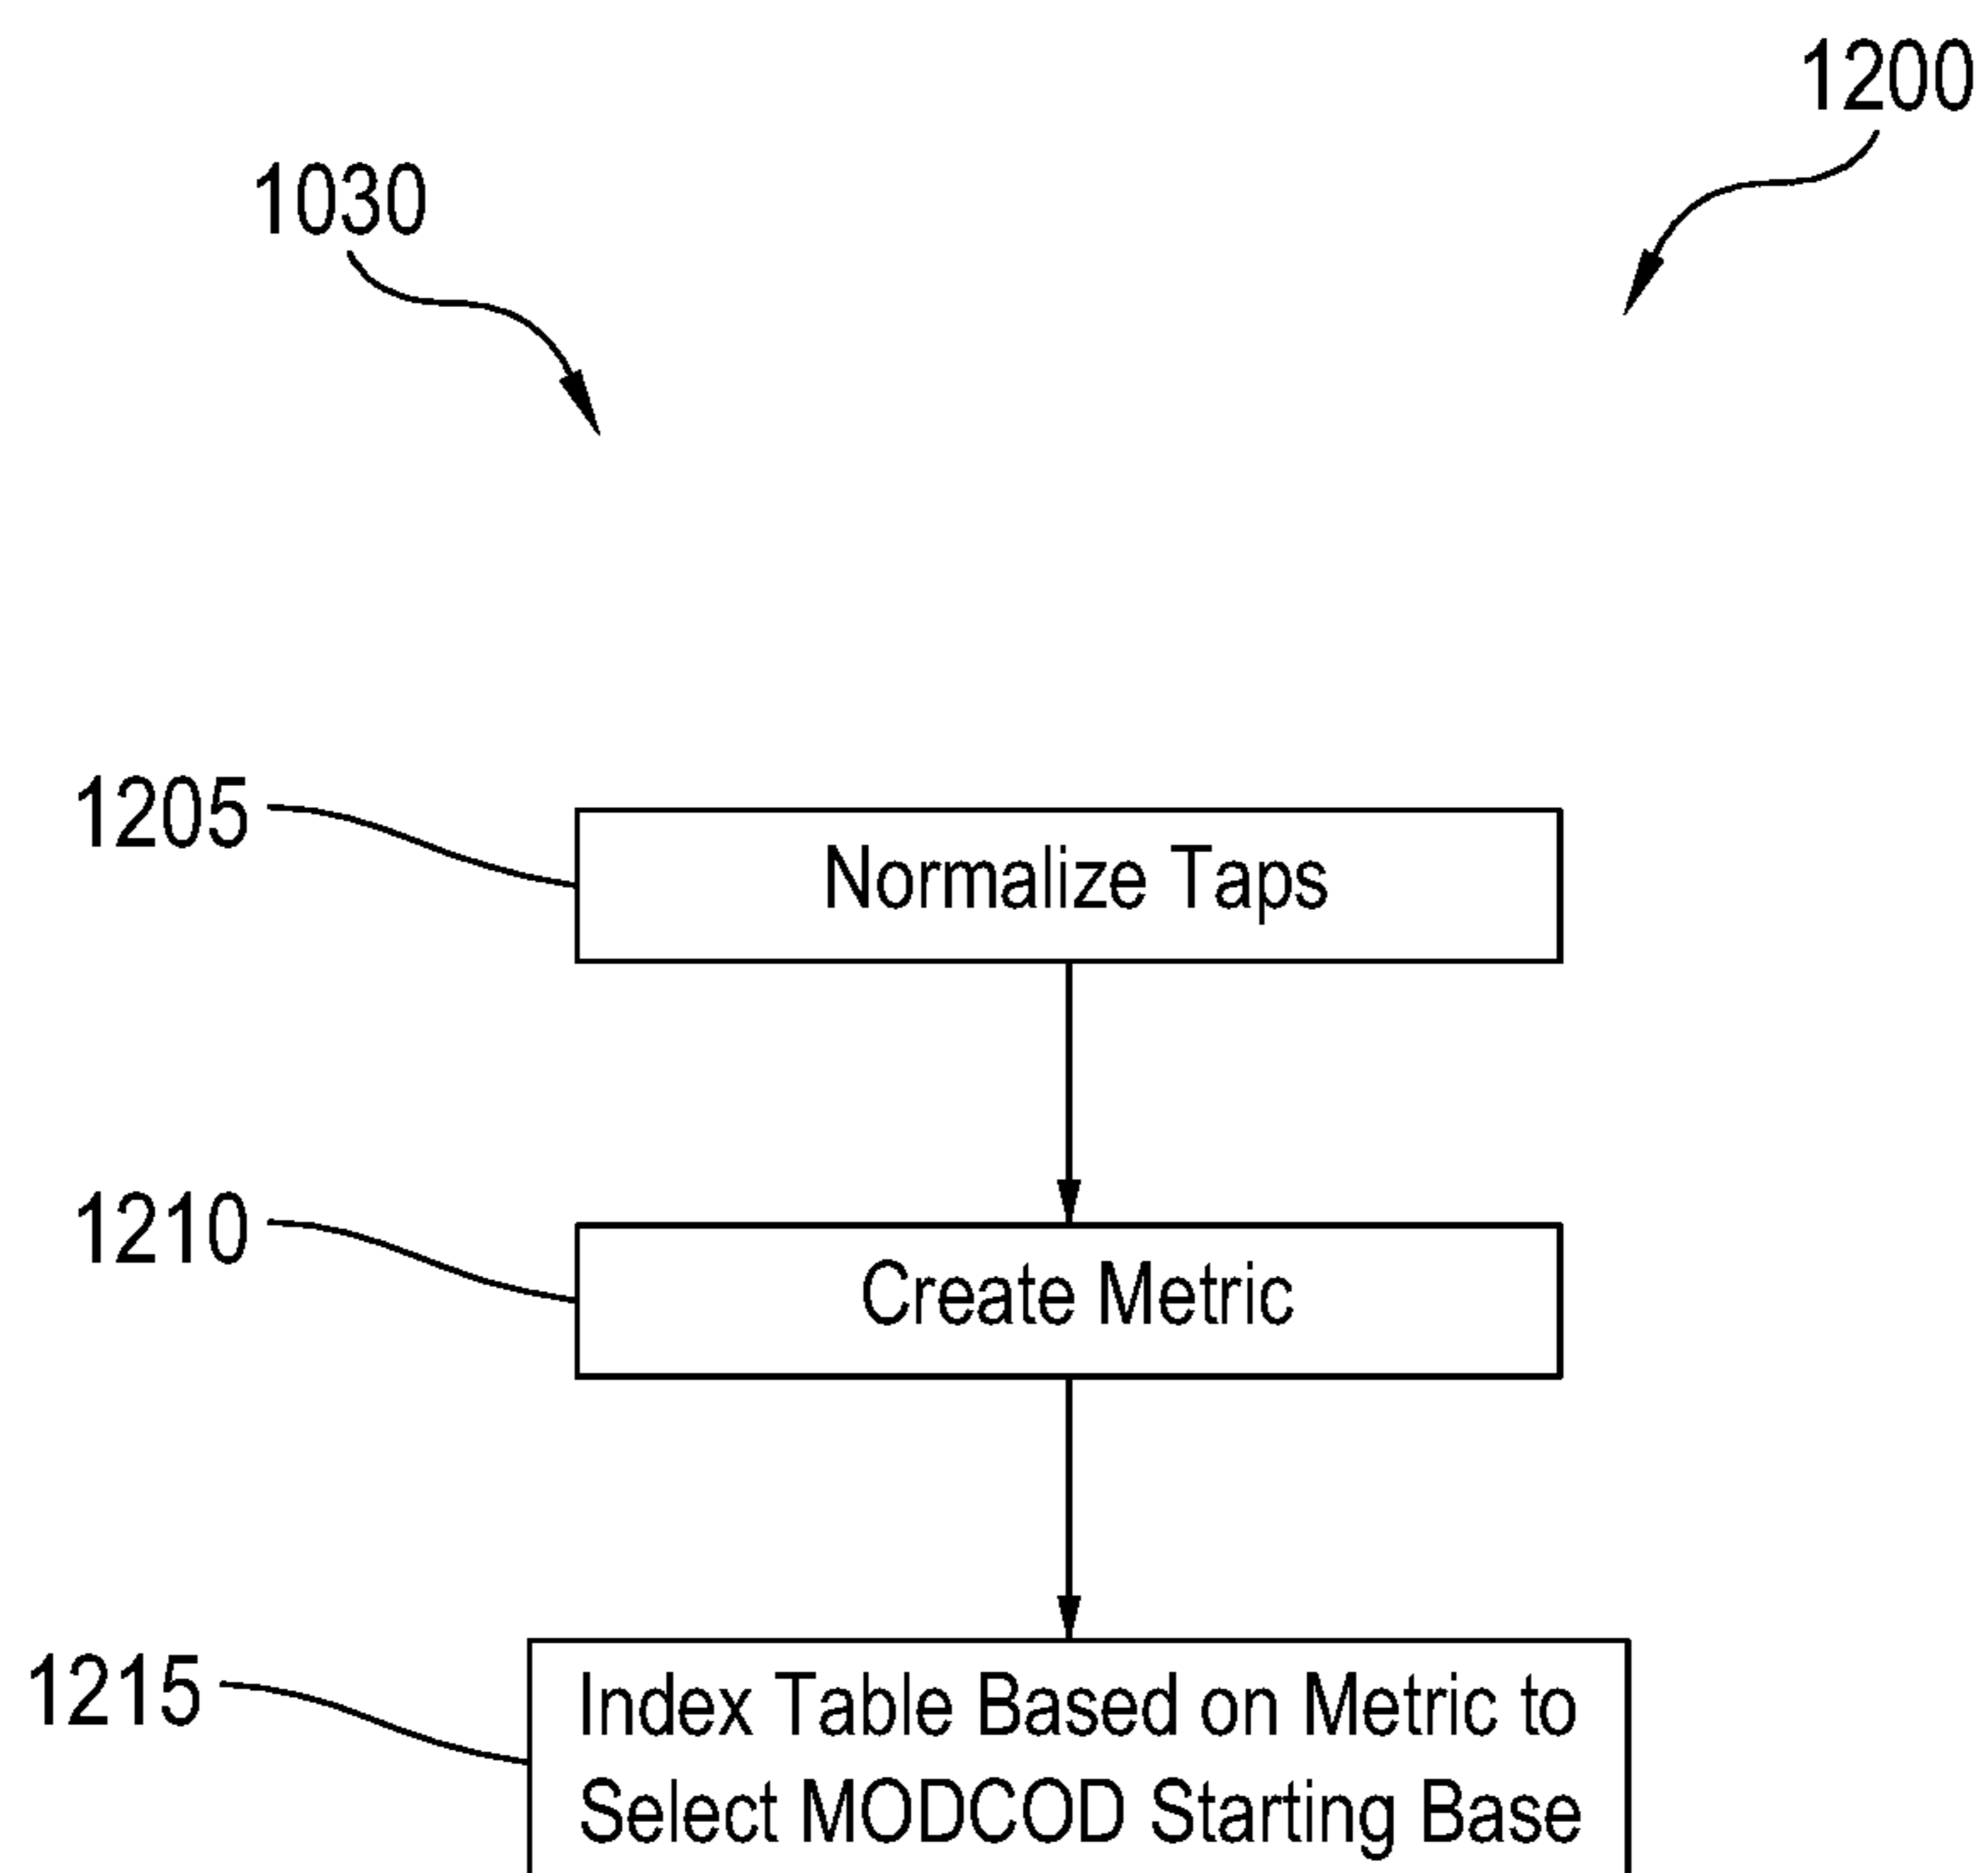 1200
1030
1205
Normalize Taps
1210
Create Metric
1215
Index Table Based on Metric to
Select MODCOD Starting Base